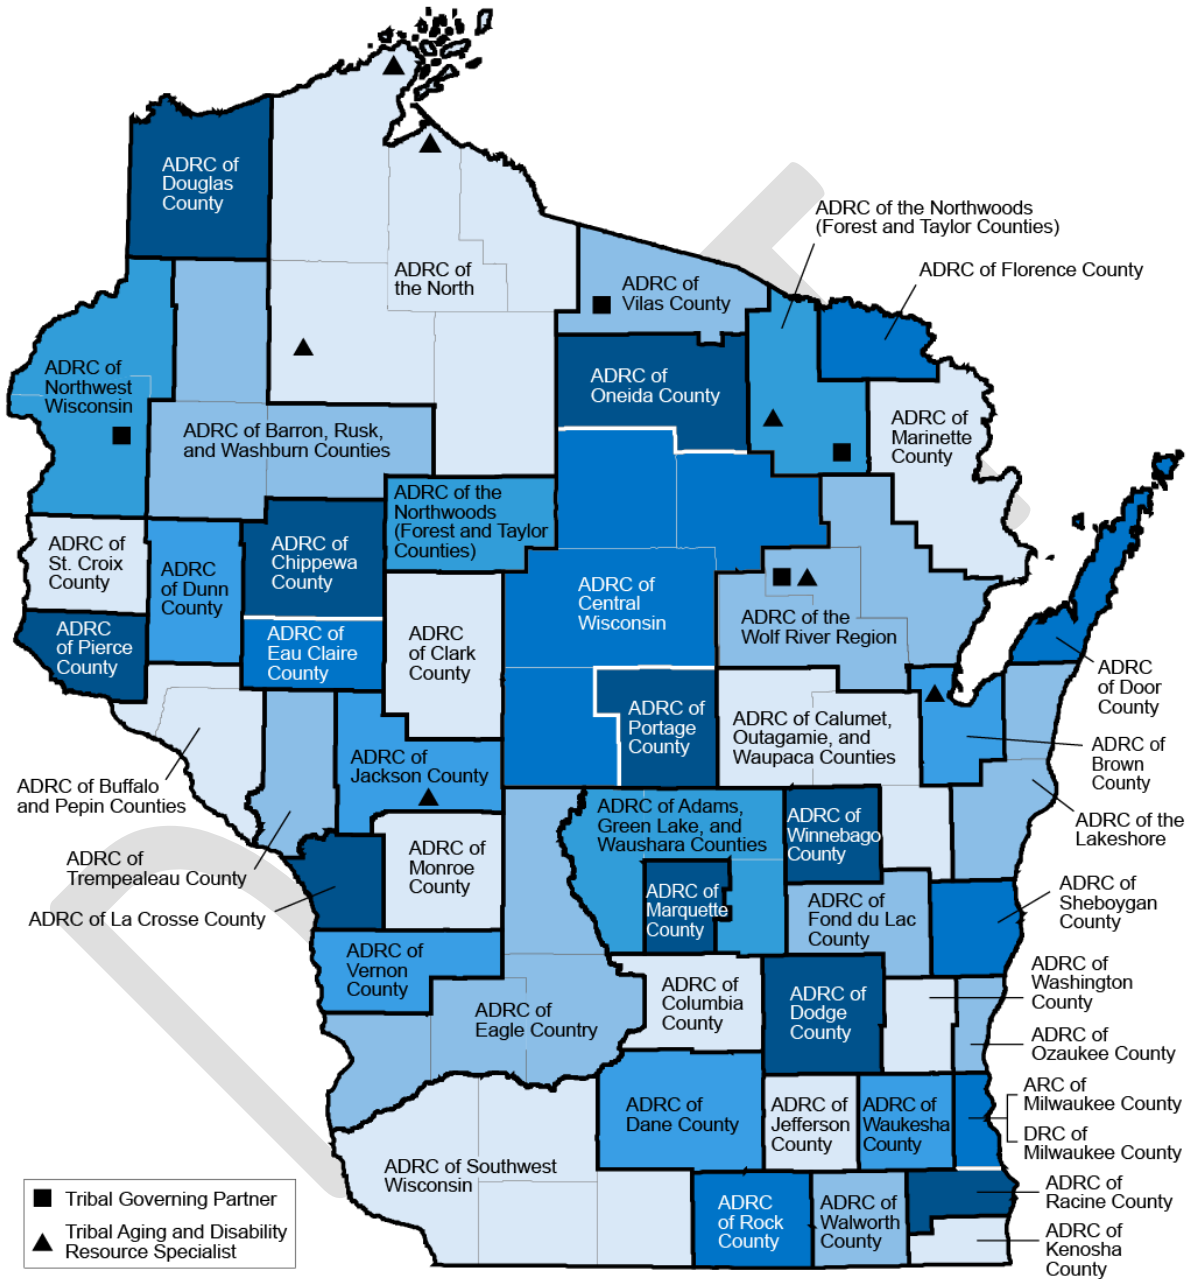 ADRC of
Douglas
County
ADRC of the Northwoods
(Forest and Taylor Counties)
ADRC of Florence County
ADRC of
the North
ADRC of
Vilas County
ADRC of
Northwest
Wisconsin
ADRC of
Oneida County
ADRC of
Marinette
County
ADRC of Barron, Rusk,
and Washburn Counties
ADRC of the
Northwoods
(Forest and Taylor
Counties)
ADRC of
St. Croix
County
ADRC
of Dunn
County
ADRC of
Chippewa
County
ADRC of
Central
Wisconsin
ADRC of the
Wolf River Region
ADRC
of Pierce
County
ADRC of
Eau Claire
County
ADRC
of Clark
County
ADRC
of Door
County
ADRC of
Portage
County
ADRC of Calumet,
Outagamie, and
Waupaca Counties
ADRC of
Brown
County
ADRC of Buffalo
and Pepin Counties
ADRC of
Jackson County
ADRC of Adams,
Green Lake, and
Waushara Counties
ADRC of
Winnebago
County
ADRC of the
Lakeshore
ADRC of
Trempealeau County
ADRC of
Monroe
County
ADRC of
Marquette
County
ADRC of
Fond du Lac
County
ADRC of
Sheboygan
County
ADRC of La Crosse County
ADRC of
Vernon
County
ADRC of
Eagle Country
ADRC of
Columbia
County
ADRC of
Dodge
County
ADRC of
Washington
County
ADRC of
Ozaukee County
ADRC of
Dane County
ADRC of
Jefferson
County
ADRC of
Waukesha
County
ARC of
Milwaukee County
DRC of
Milwaukee County
ADRC of Southwest
Wisconsin
ADRC
of Rock
County
ADRC of
Walworth
County
ADRC of
Racine County
ADRC of
Kenosha
County
Tribal Governing Partner
Tribal Aging and Disability
Resource Specialist